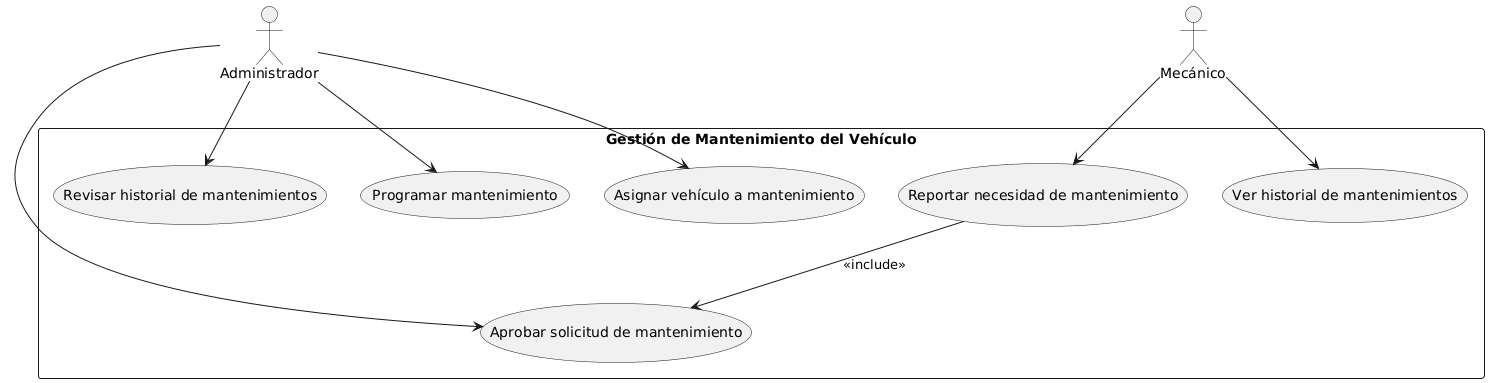 Administrador
Mecánico
Gestión de Mantenimiento del Vehículo
Revisar historial de mantenimientos
Programar mantenimiento
Asignar vehículo a mantenimiento
Reportar necesidad de mantenimiento
Ver historial de mantenimientos
«include»
Aprobar solicitud de mantenimiento